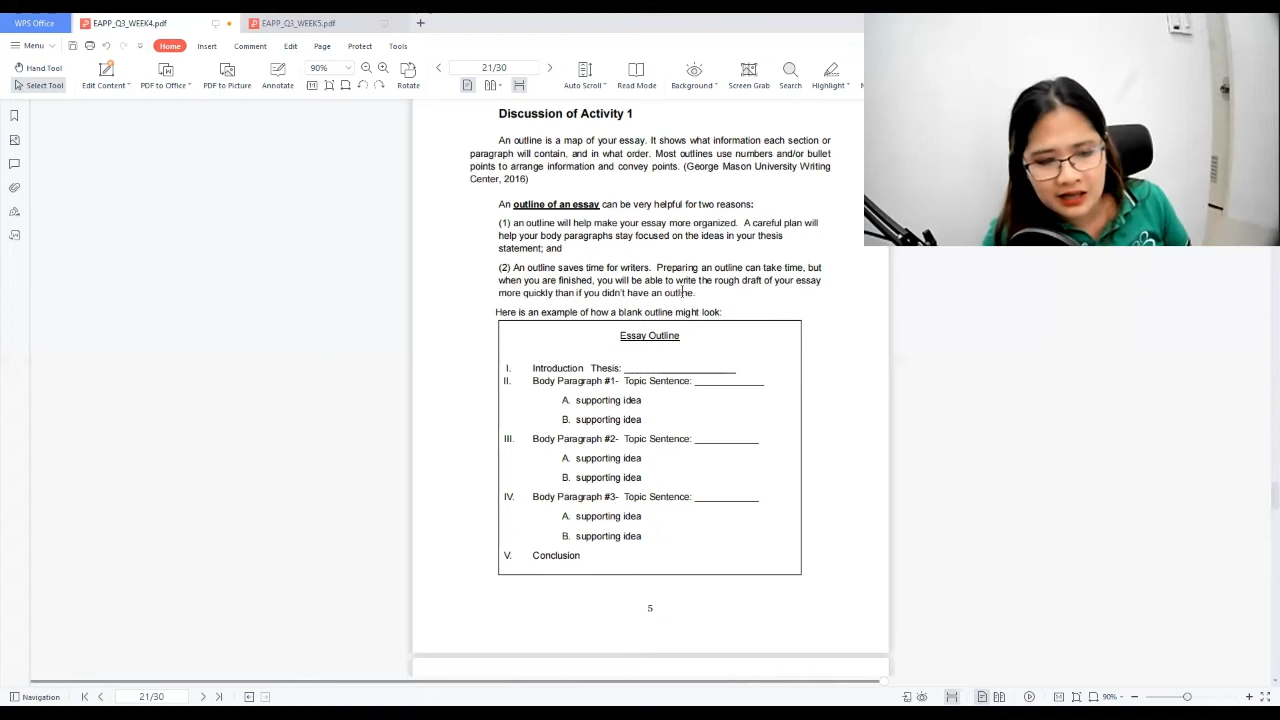 WPS Office EAPP_Q3_WEEK4.pdf EAPP_Q3_WEEK5.pdf
Menu Home Insert Comment Edit Page Protect Tools
Hand Tool 90% 21/30
Select Tool Edit Content PDF to Office PDF to Picture Annotate Rotate Auto Scroll Read Mode Background Screen Grab Search Highlight
Discussion of Activity 1
An outline is a map of your essay. It shows what information each section or
paragraph will contain, and in what order. Most outlines use numbers and/or bullet
points to arrange information and convey points. (George Mason University Writing
Center, 2016)
An outline of an essay can be very helpful for two reasons:
(1) an outline will help make your essay more organized. A careful plan will
help your body paragraphs stay focused on the ideas in your thesis
statement; and
(2) An outline saves time for writers. Preparing an outline can take time, but
when you are finished, you will be able to write the rough draft of your essay
more quickly than if you didn't have an outline.
Here is an example of how a blank outline might look:
Essay Outline
I. Introduction Thesis: ____________________
II. Body Paragraph #1- Topic Sentence: ____________
A. supporting idea
B. supporting idea
III. Body Paragraph #2- Topic Sentence: ___________
A. supporting idea
B. supporting idea
IV. Body Paragraph #3- Topic Sentence: ___________
A. supporting idea
B. supporting idea
V. Conclusion
5
Navigation 21/30 90%